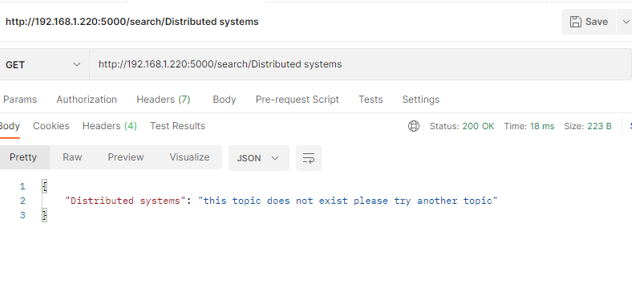 http://192.168.1.220:5000/search/Distributed systems
Save
GET
http://192.168.1.220:5000/search/Distributed systems
Params Authorization Headers (7) Body Pre-request Script Tests Settings
Body Cookies Headers (4) Test Results Status: 200 OK Time: 18 ms Size: 223 B
Pretty Raw Preview Visualize JSON
1 {
2 "Distributed systems": "this topic does not exist please try another topic"
3 }